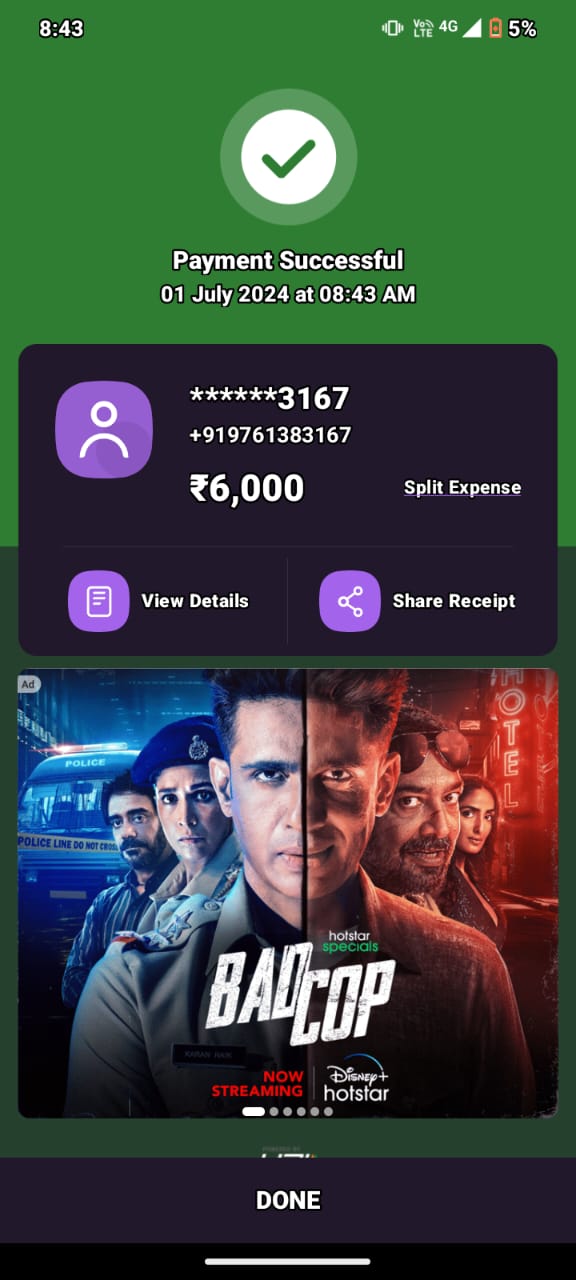 8:43
Vo
LTE 4G 5%
Payment Successful
01 July 2024 at 08:43 AM
******3167
+919761383167
₹6,000
Split Expense
View Details
Share Receipt
Ad
POLICE
POLICE LINE DO NOT CROSS
HOTEL
hotstar
specials
BAD COP
NOW
STREAMING
Disney+
hotstar
DONE